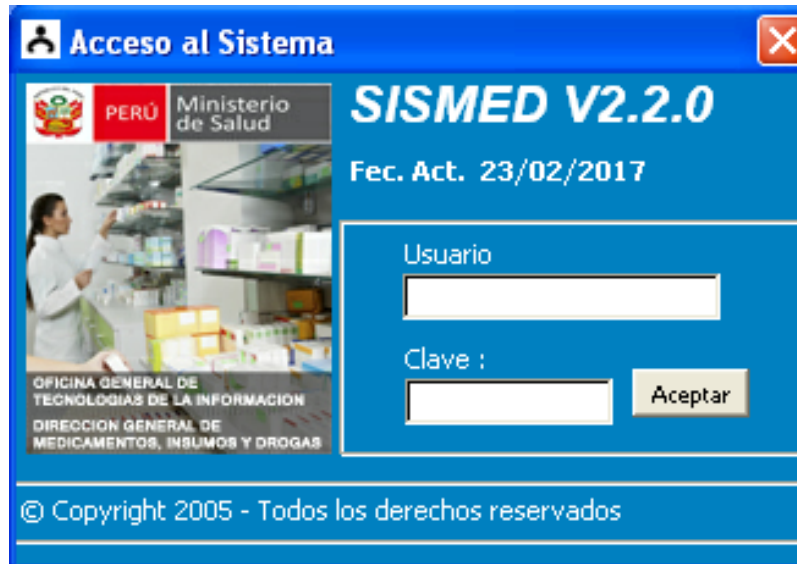 Acceso al Sistema
PERÚ
Ministerio
de Salud
SISMED V2.2.0
Fec. Act. 23/02/2017
Usuario
Clave :
Aceptar
OFICINA GENERAL DE
TECNOLOGIAS DE LA INFORMACION
DIRECCION GENERAL DE
MEDICAMENTOS, INSUMOS Y DROGAS
© Copyright 2005 - Todos los derechos reservados